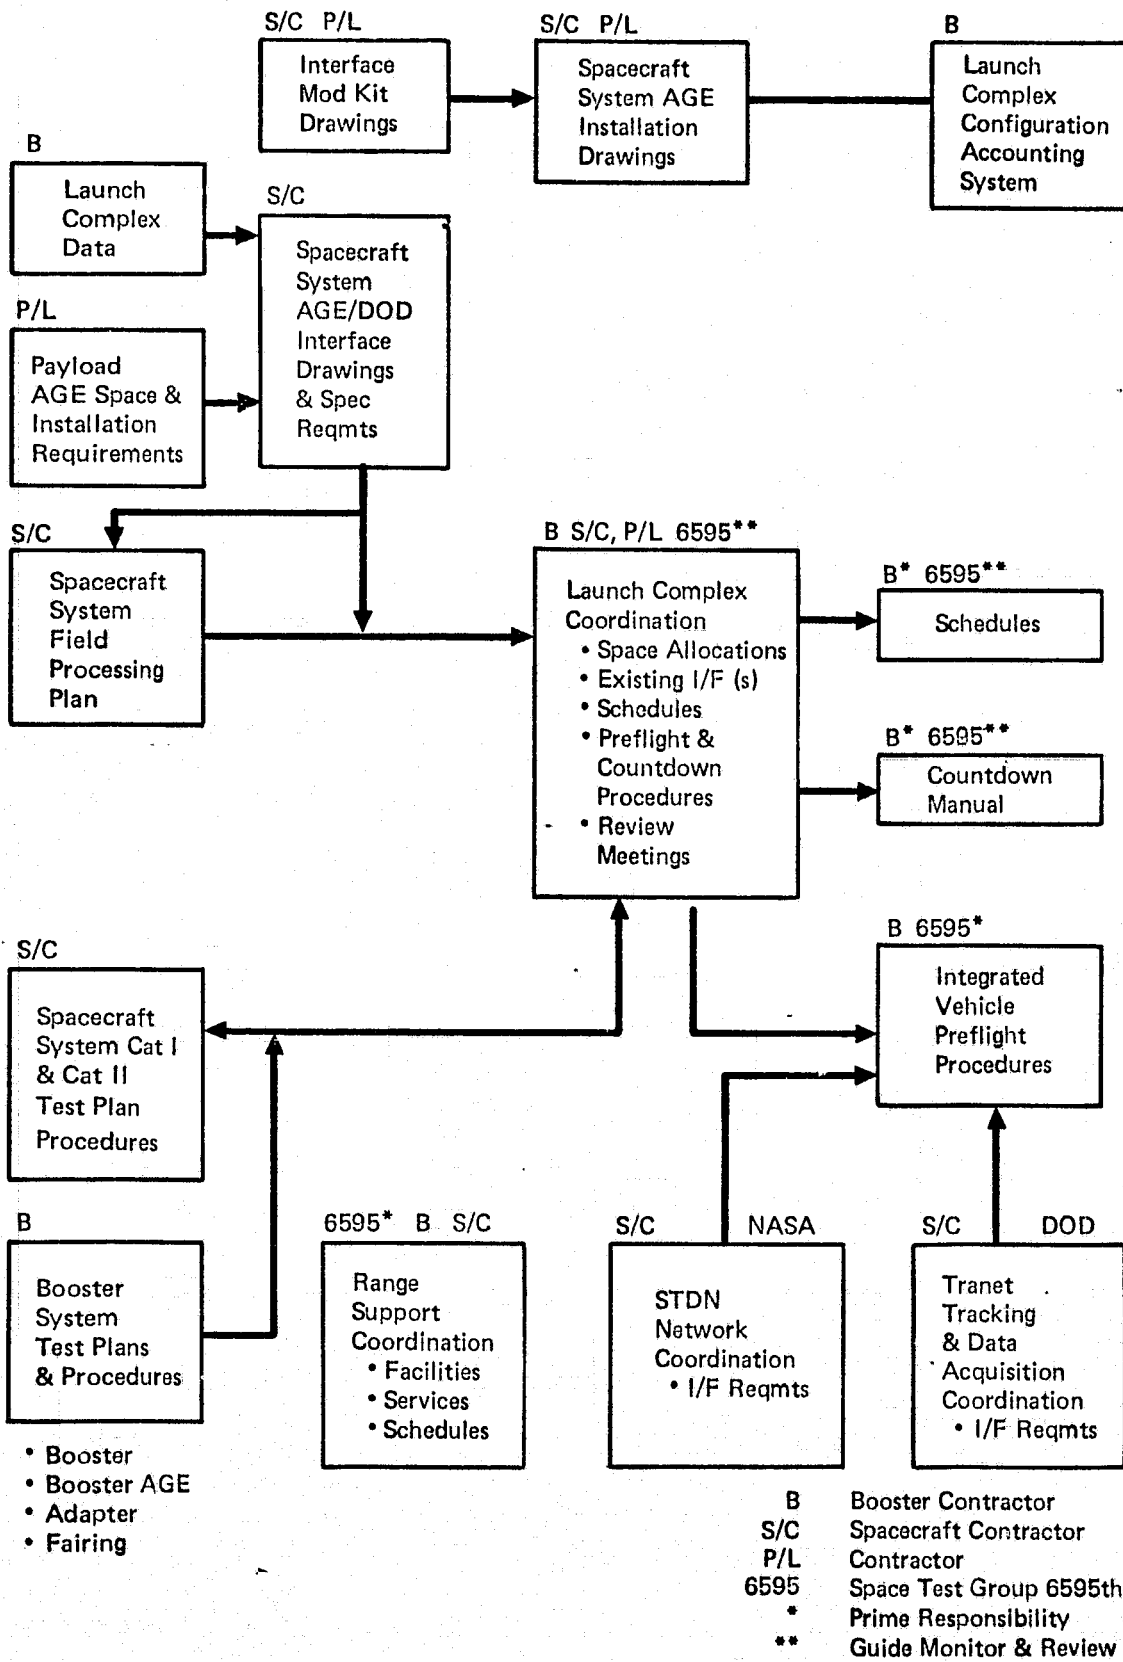 S/C P/L
Interface
Mod Kit
Drawings
S/C P/L
Spacecraft
System AGE
Installation
Drawings
B
Launch
Complex
Configuration
Accounting
System
B
Launch
Complex
Data
S/C
Spacecraft
System
AGE/DOD
Interface
Drawings
& Spec
Reqmts
P/L
Payload
AGE Space &
Installation
Requirements
S/C
Spacecraft
System
Field
Processing
Plan
B S/C, P/L 6595**
Launch Complex
Coordination
• Space Allocations
• Existing I/F (s)
• Schedules
• Preflight &
Countdown
Procedures
• Review
Meetings
B* 6595**
Schedules
B* 6595**
Countdown
Manual
B 6595*
Integrated
Vehicle
Preflight
Procedures
S/C
Spacecraft
System Cat I
& Cat II
Test Plan
Procedures
B
Booster
System
Test Plans
& Procedures
• Booster
• Booster AGE
• Adapter
• Fairing
6595* B S/C
Range
Support
Coordination
• Facilities
• Services
• Schedules
S/C NASA
STDN
Network
Coordination
• I/F Reqmts
S/C DOD
Tranet
Tracking
& Data
Acquisition
Coordination
• I/F Reqmts
B Booster Contractor
S/C Spacecraft Contractor
P/L Contractor
6595 Space Test Group 6595th
* Prime Responsibility
** Guide Monitor & Review